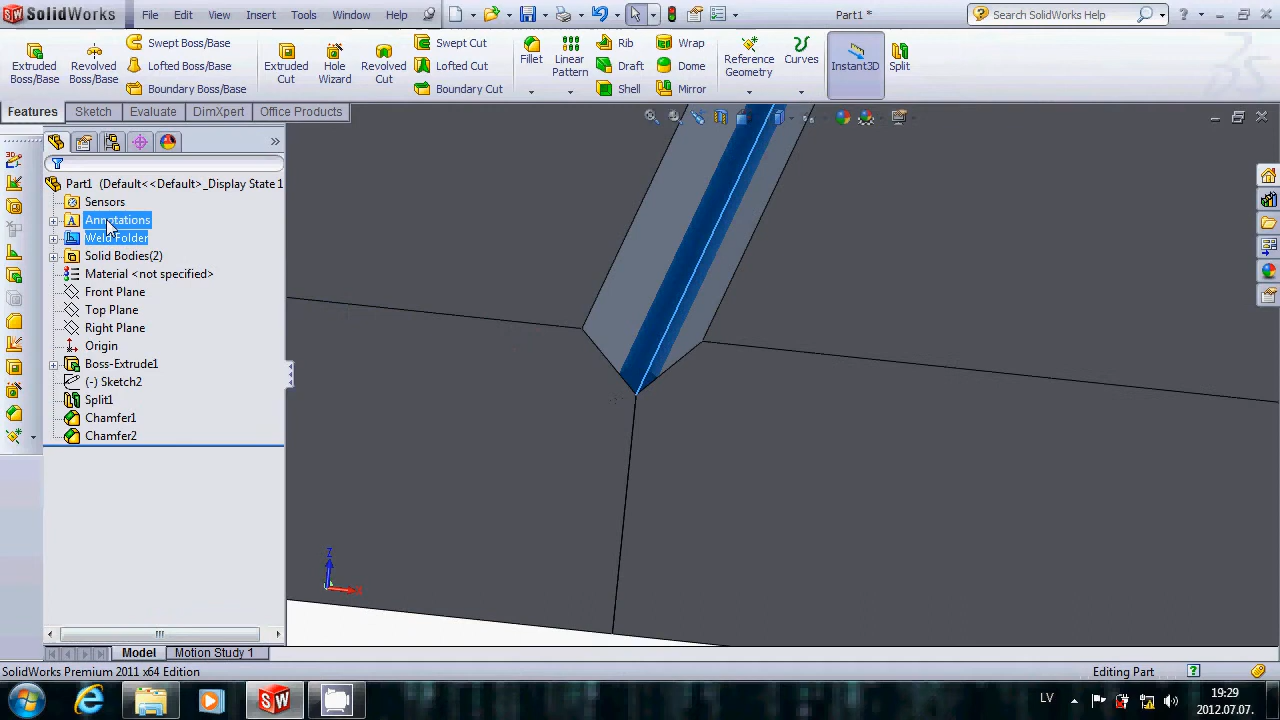 SolidWorks File Edit View Insert Tools Window Help Part1 * Search SolidWorks Help
Extruded Boss/Base
Revolved Boss/Base
Swept Boss/Base
Lofted Boss/Base
Boundary Boss/Base
Extruded Cut
Hole Wizard
Revolved Cut
Swept Cut
Lofted Cut
Boundary Cut
Fillet
Linear Pattern
Rib
Draft
Shell
Wrap
Dome
Mirror
Reference Geometry
Curves
Instant3D
Split
Features Sketch Evaluate DimXpert Office Products
Part1 (Default<<Default>_Display State 1
Sensors
Annotations
Weld Folder
Solid Bodies(2)
Material <not specified>
Front Plane
Top Plane
Right Plane
Origin
Boss-Extrude1
(-) Sketch2
Split1
Chamfer1
Chamfer2
Z
X
Model Motion Study 1
SolidWorks Premium 2011 x64 Edition Editing Part
LV 19:29
2012.07.07.